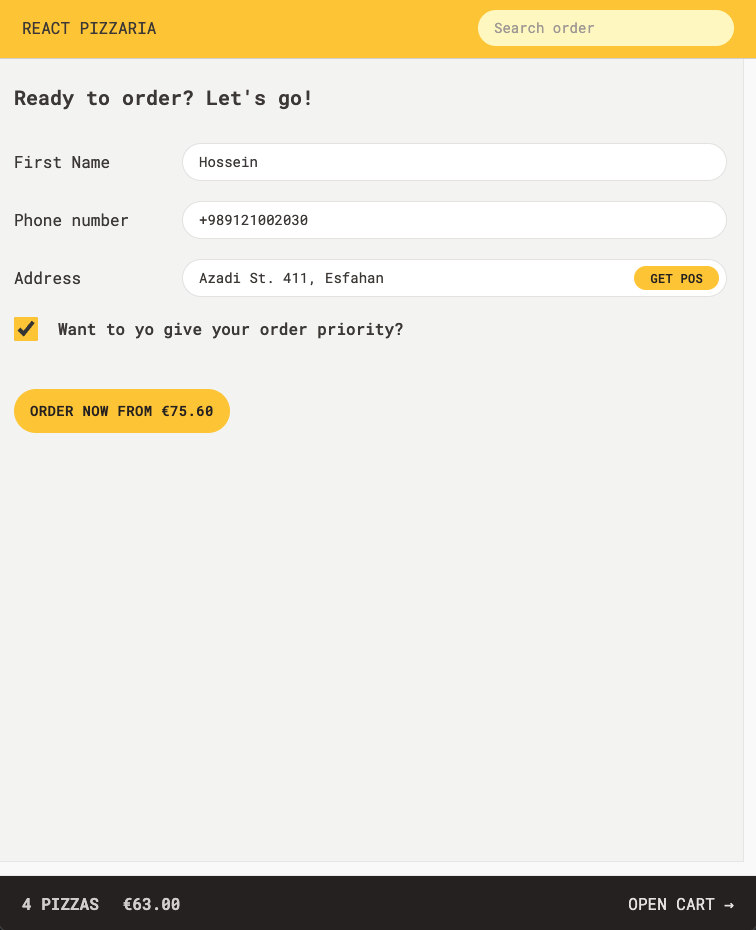 REACT PIZZARIA
Search order
Ready to order? Let's go!
First Name
Hossein
Phone number
+989121002030
Address
Azadi St. 411, Esfahan
GET POS
Want to yo give your order priority?
ORDER NOW FROM €75.60
4 PIZZAS €63.00
OPEN CART →